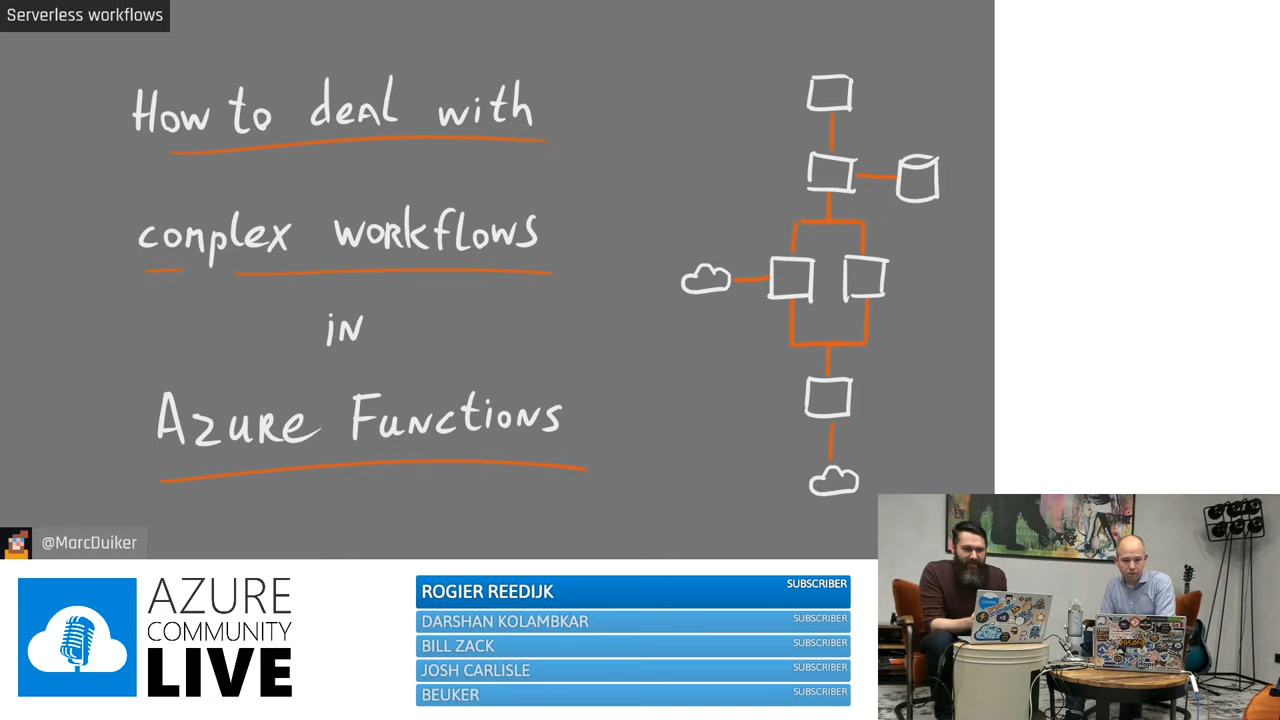 Serverless workflows
How to deal with
complex workflows
in
Azure Functions
@MarcDuiker
AZURE
COMMUNITY
LIVE
ROGIER REEDIJK SUBSCRIBER
DARSHAN KOLAMBKAR SUBSCRIBER
BILL ZACK SUBSCRIBER
JOSH CARLISLE SUBSCRIBER
BEUKER SUBSCRIBER